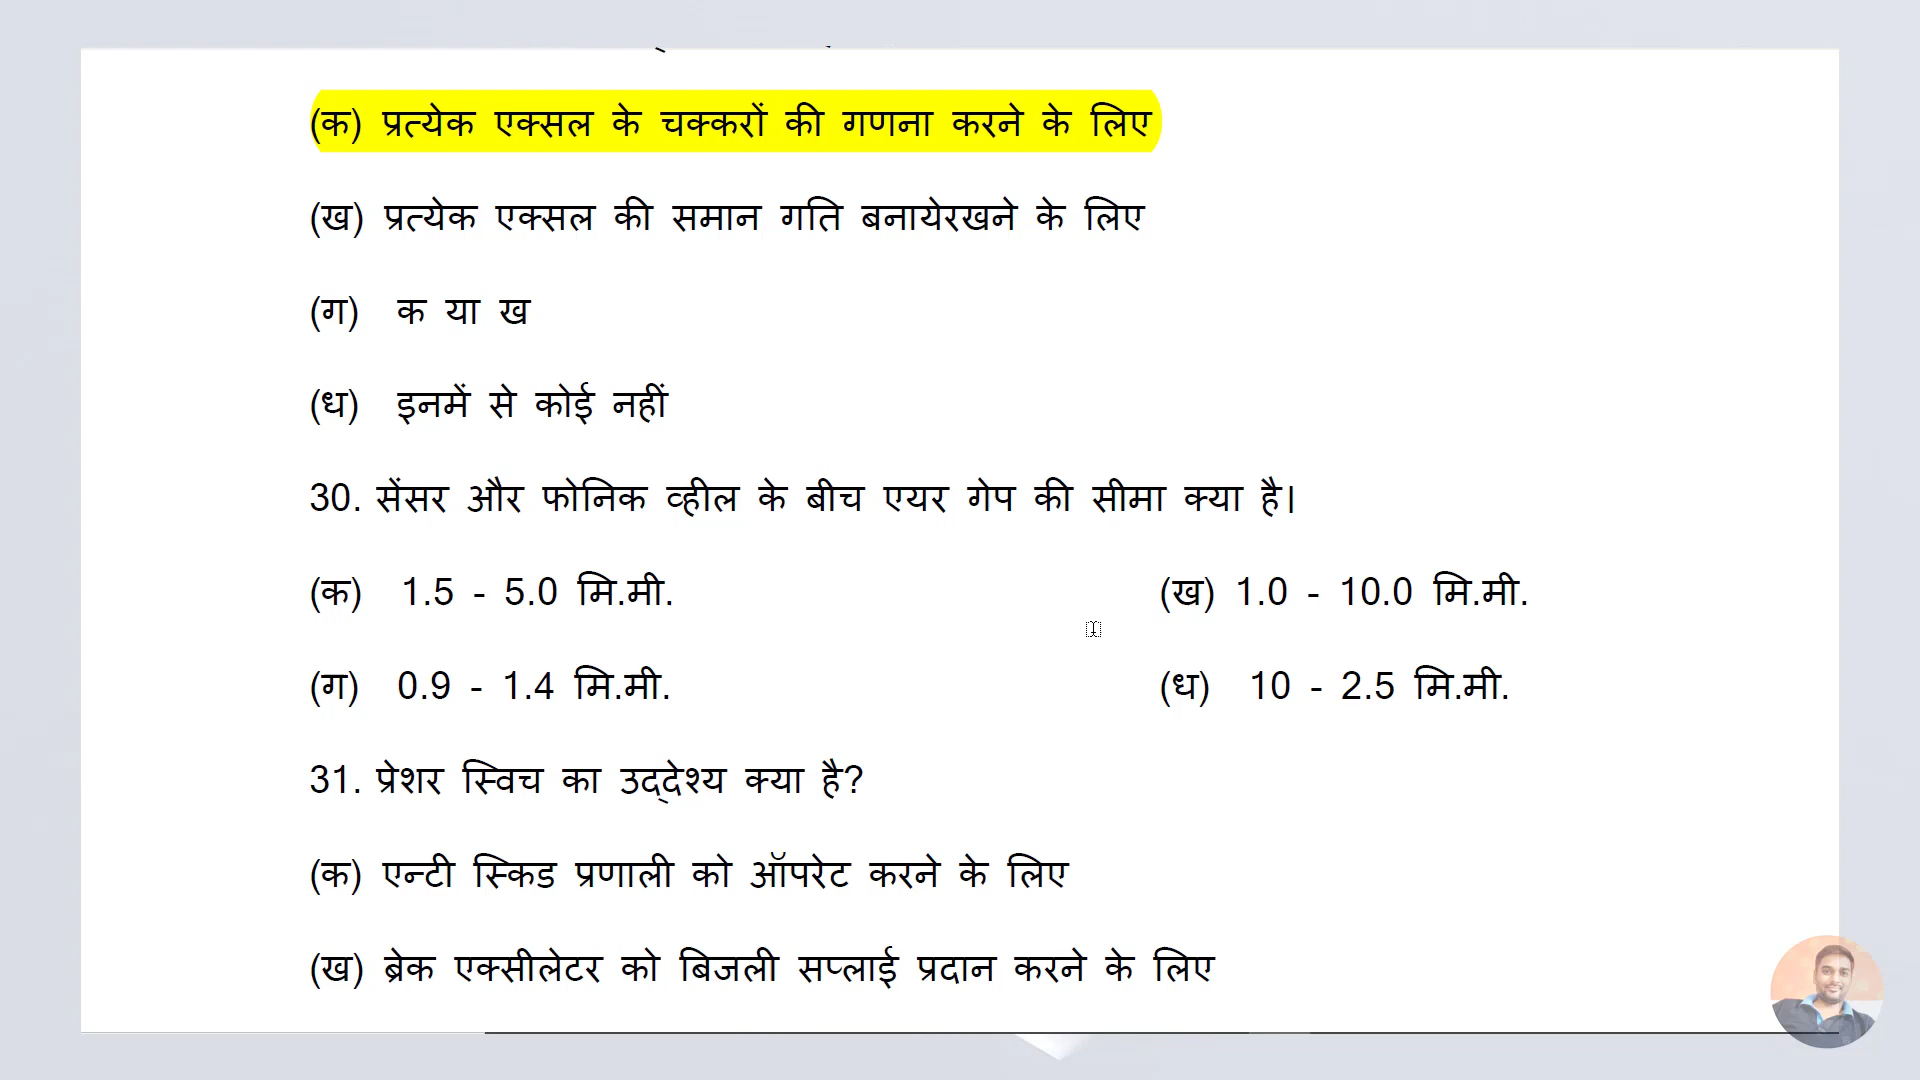 (क) प्रत्येक एक्सल के चक्करों की गणना करने के लिए
(ख) प्रत्येक एक्सल की समान गति बनायेरखने के लिए
(ग) क या ख
(ध) इनमें से कोई नहीं
30. सेंसर और फोनिक व्हील के बीच एयर गेप की सीमा क्या है।
(क) 1.5 - 5.0 मि.मी. (ख) 1.0 - 10.0 मि.मी.
(ग) 0.9 - 1.4 मि.मी. (ध) 10 - 2.5 मि.मी.
31. प्रेशर स्विच का उद्देश्य क्या है?
(क) एन्टी स्किड प्रणाली को ऑपरेट करने के लिए
(ख) ब्रेक एक्सीलेटर को बिजली सप्लाई प्रदान करने के लिए